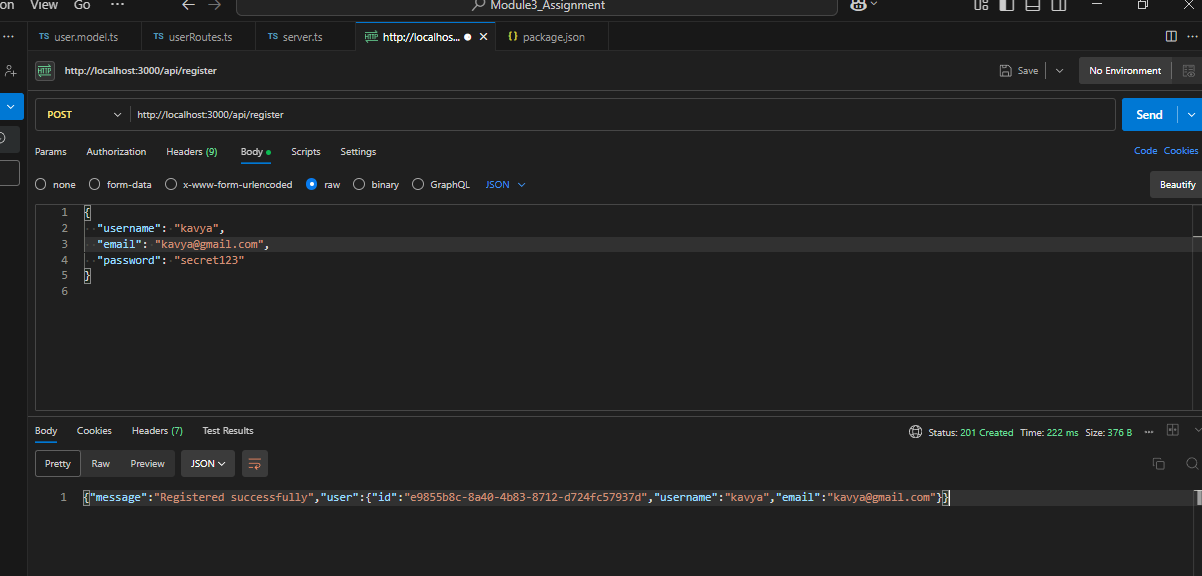 on View Go ··· Module3_Assignment
··· TS user.model.ts TS userRoutes.ts TS server.ts HTTP http://localhos... {} package.json ···
HTTP http://localhost:3000/api/register Save No Environment
POST http://localhost:3000/api/register Send
Params Authorization Headers (9) Body Scripts Settings Code Cookies
none form-data x-www-form-urlencoded raw binary GraphQL JSON Beautify
1 {
2 "username": "kavya",
3 "email": "kavya@gmail.com",
4 "password": "secret123"
5 }
6
Body Cookies Headers (7) Test Results Status: 201 Created Time: 222 ms Size: 376 B ···
Pretty Raw Preview JSON
1 {"message":"Registered successfully","user":{"id":"e9855b8c-8a40-4b83-8712-d724fc57937d","username":"kavya","email":"kavya@gmail.com"}}